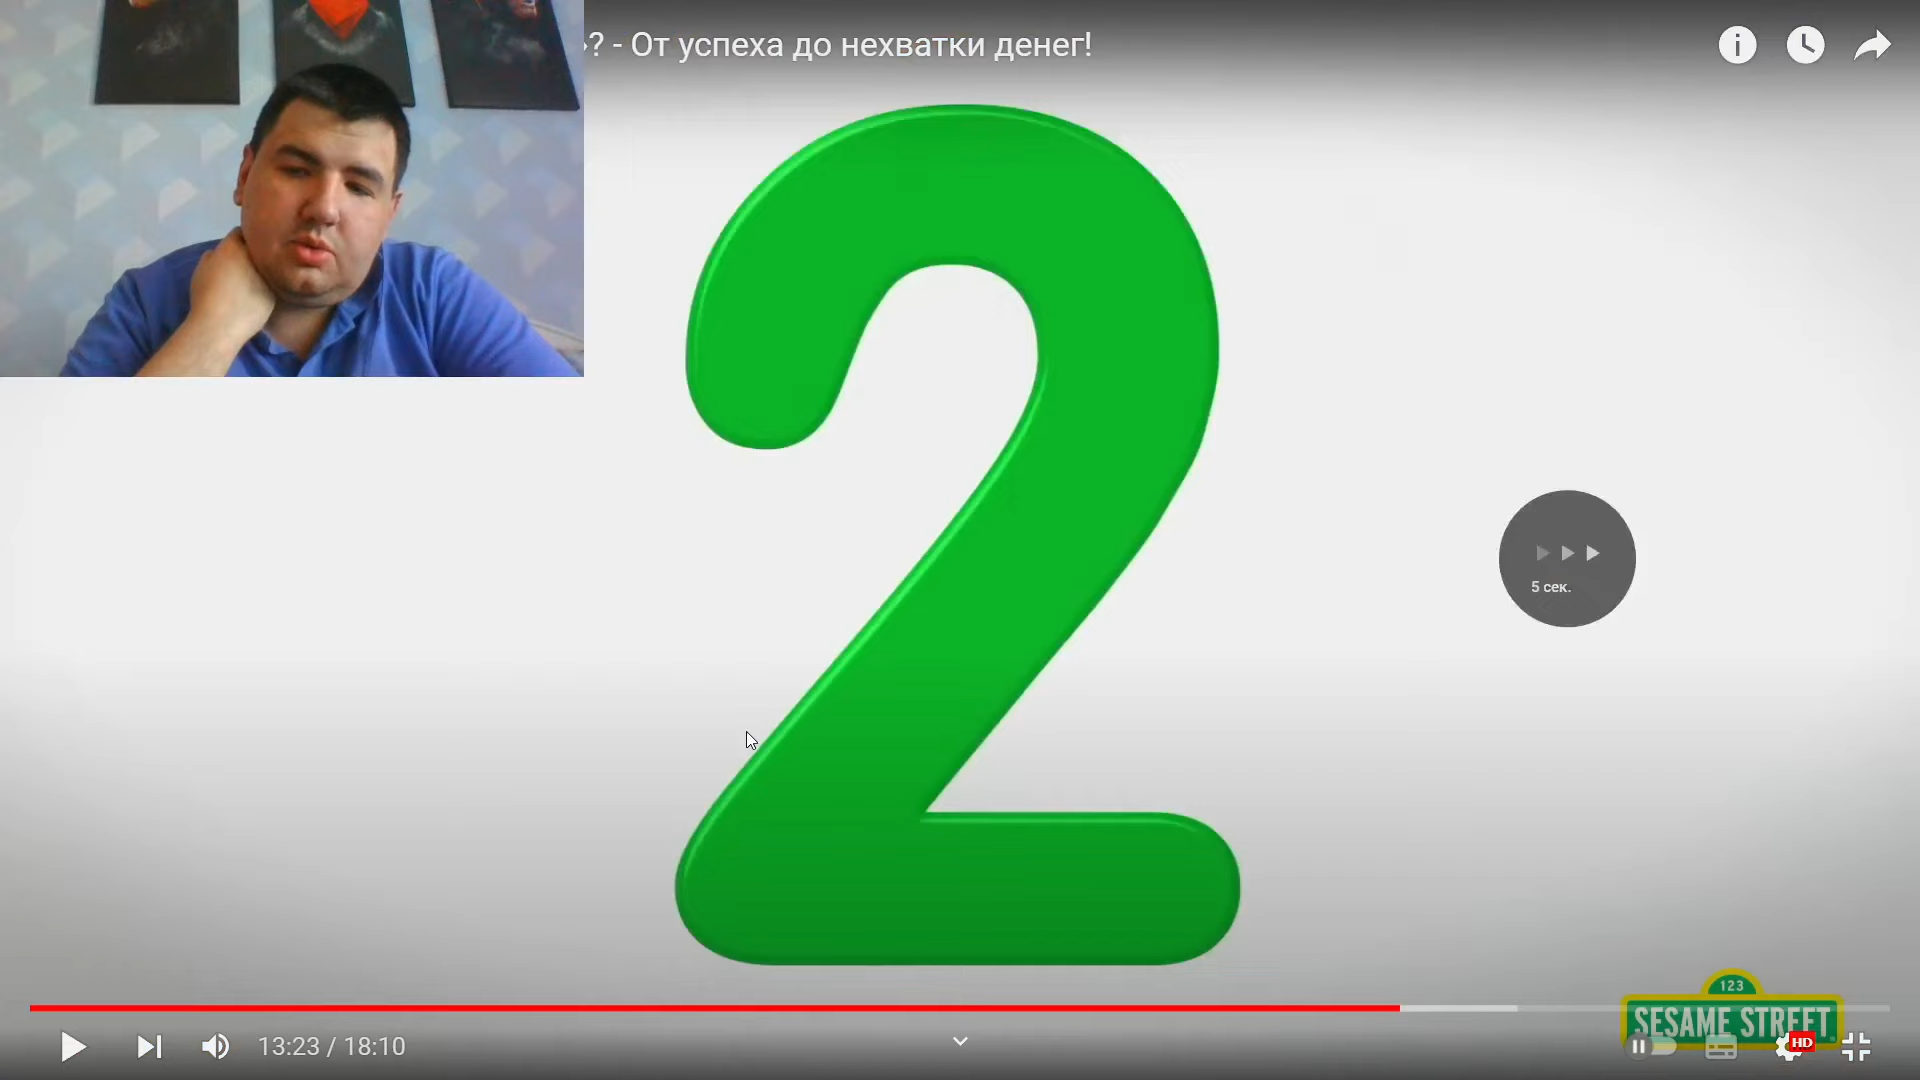 ? - От успеха до нехватки денег!
2
5 сек.
123
SESAME STREET
13:23 / 18:10
HD